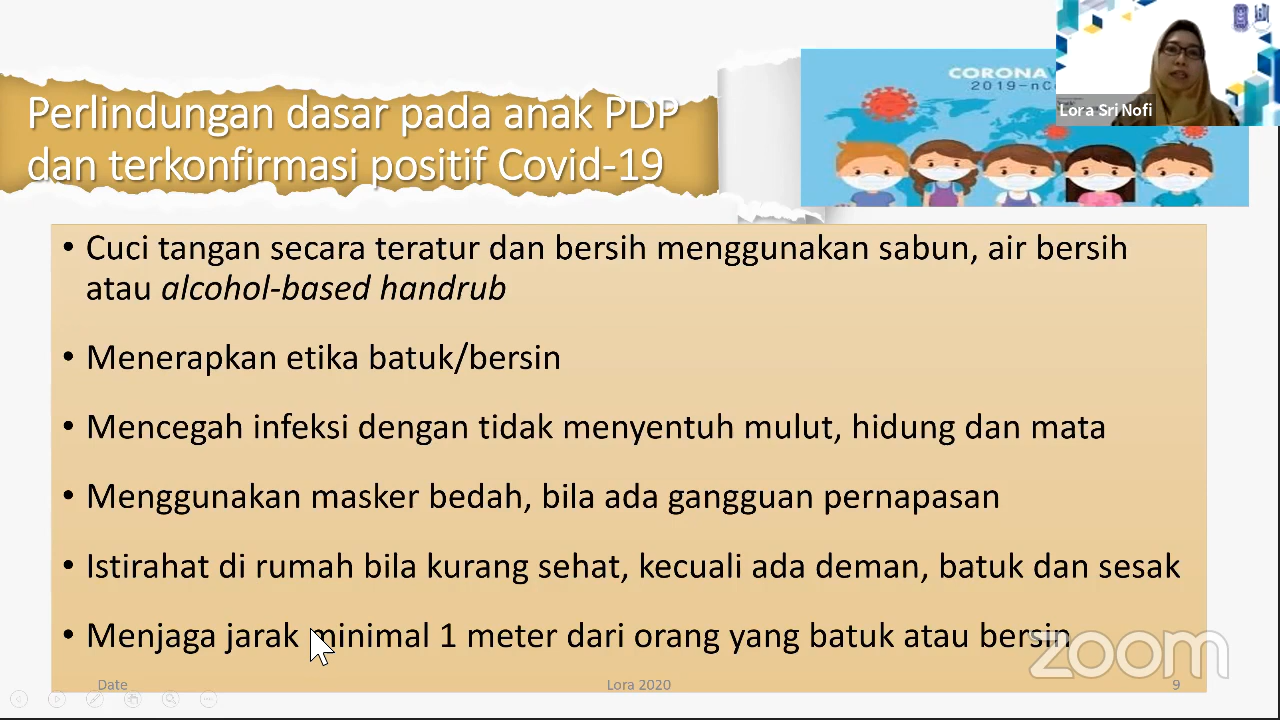 CORONAV
2019-nCo
Lora Sri Nofi
Perlindungan dasar pada anak PDP
dan terkonfirmasi positif Covid-19
• Cuci tangan secara teratur dan bersih menggunakan sabun, air bersih
atau alcohol-based handrub
• Menerapkan etika batuk/bersin
• Mencegah infeksi dengan tidak menyentuh mulut, hidung dan mata
• Menggunakan masker bedah, bila ada gangguan pernapasan
• Istirahat di rumah bila kurang sehat, kecuali ada deman, batuk dan sesak
• Menjaga jarak minimal 1 meter dari orang yang batuk atau bersin
zoom
Date
Lora 2020
9